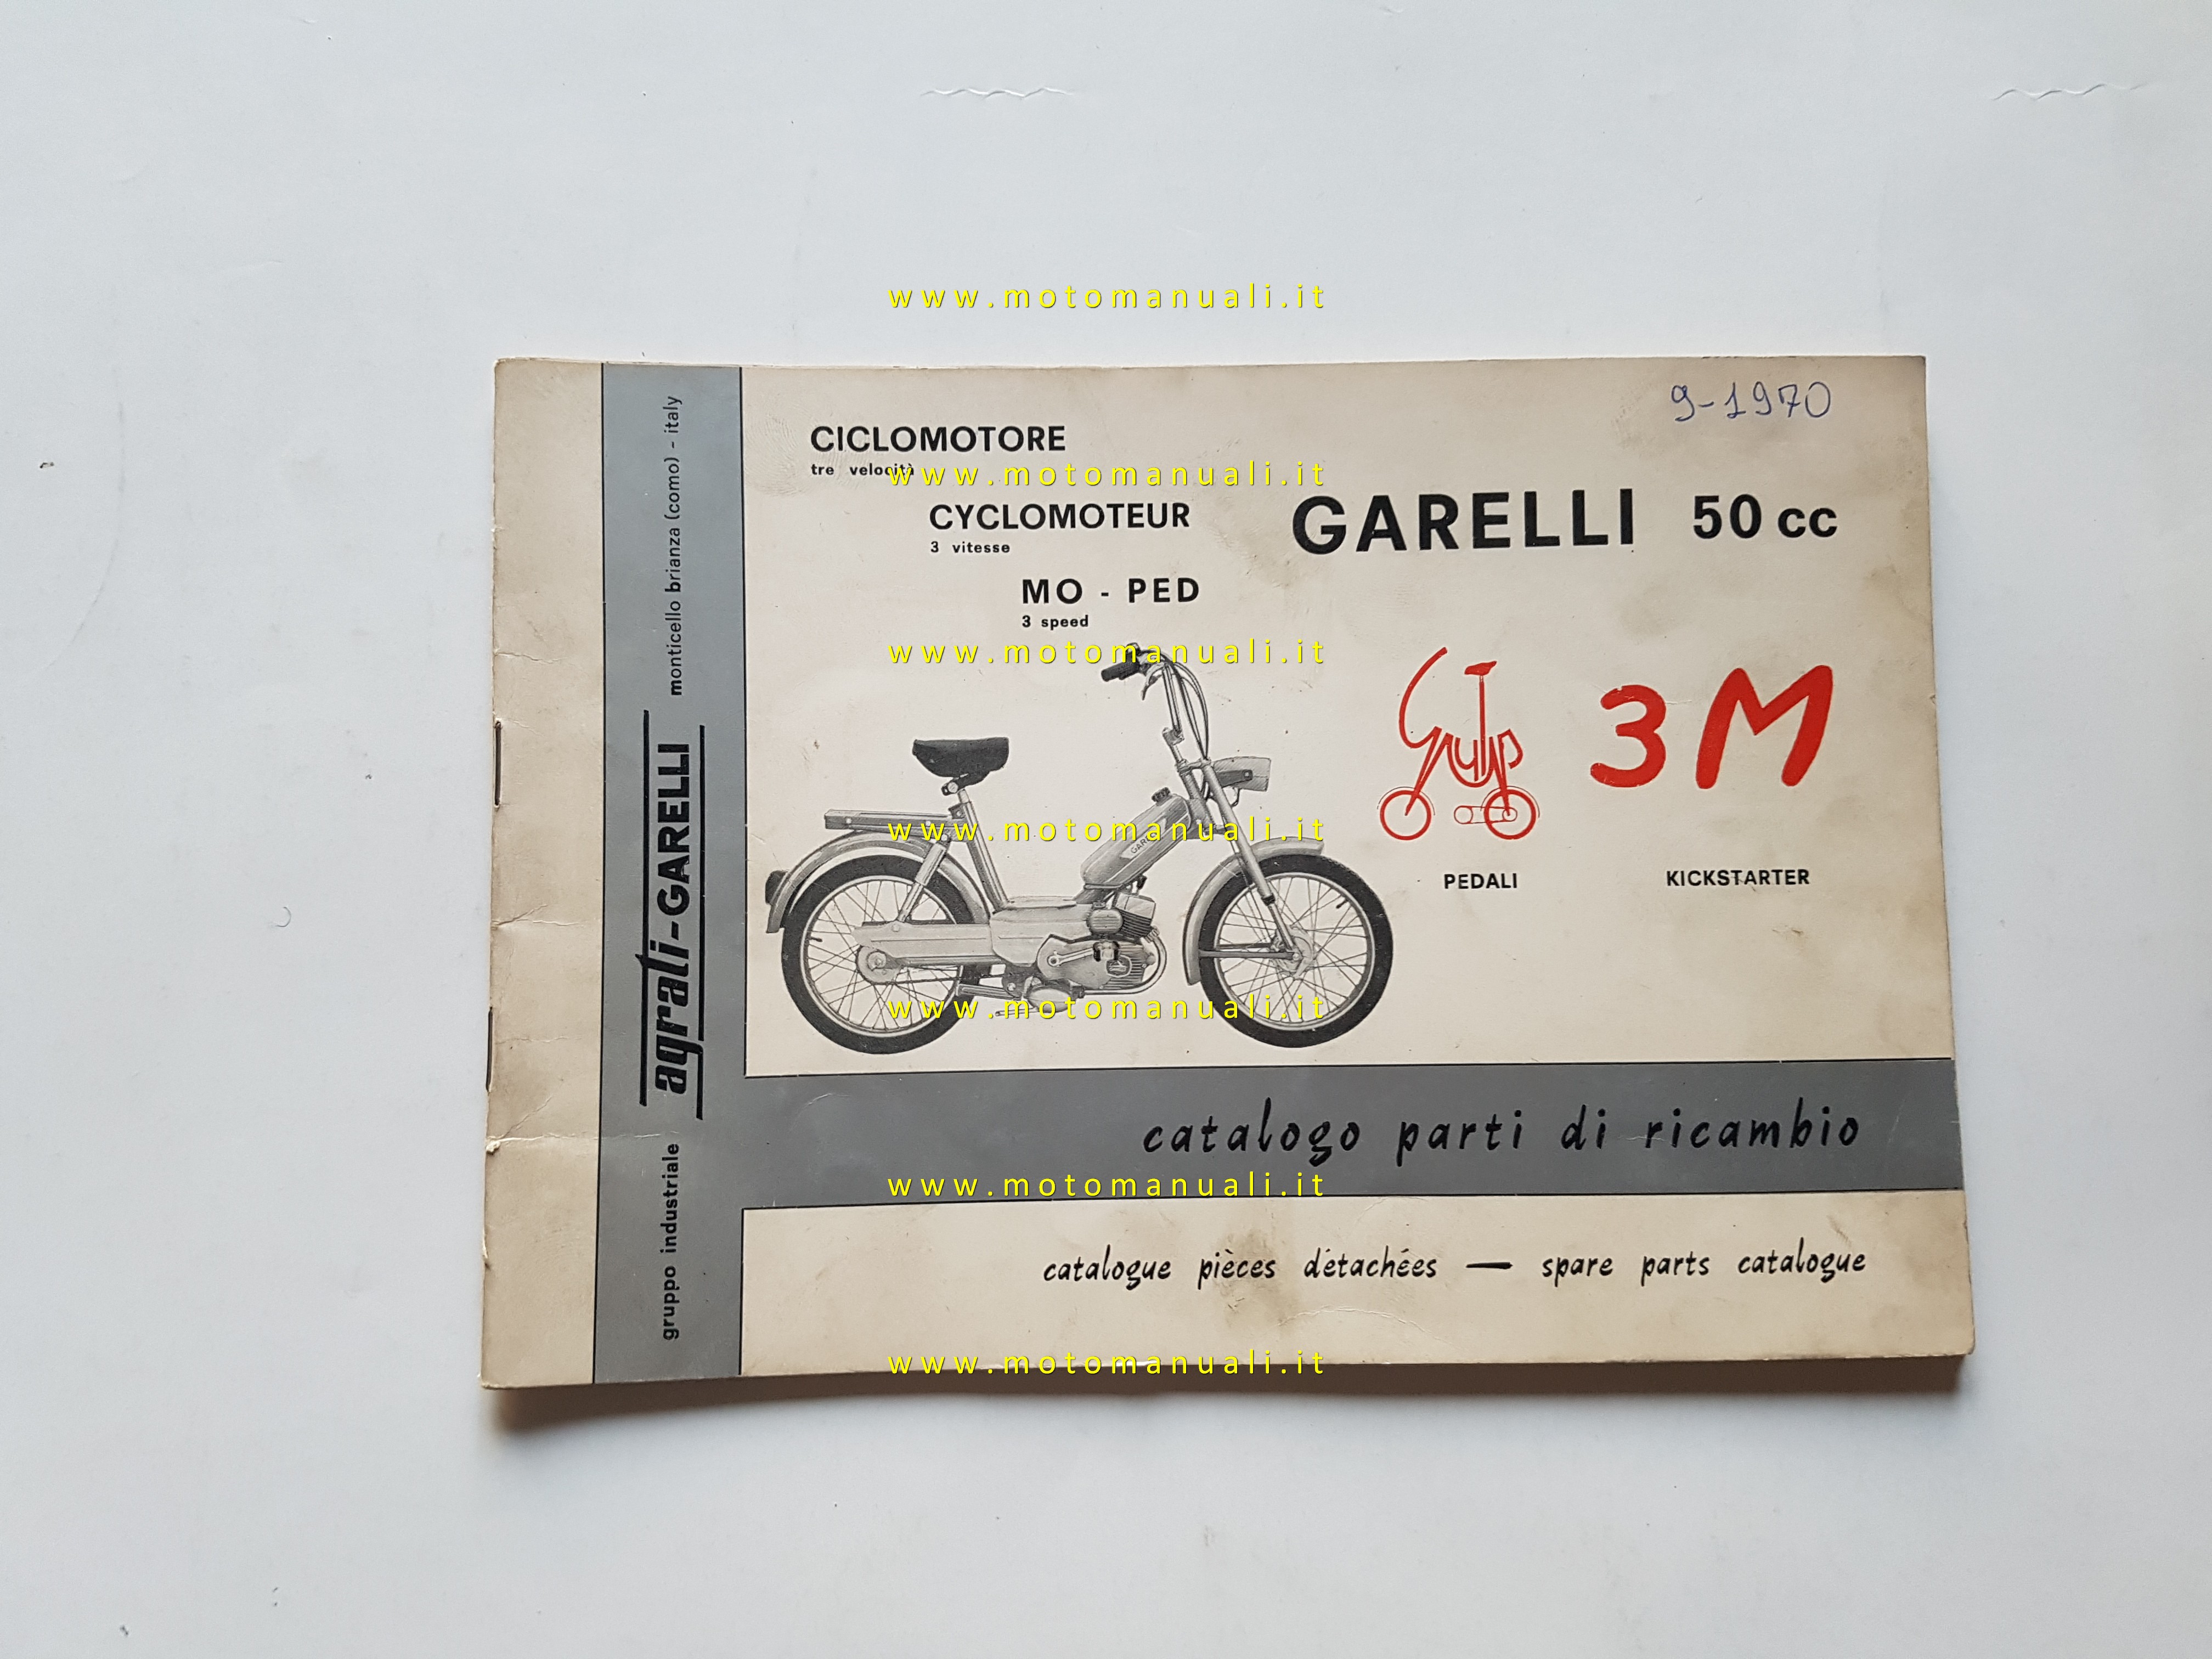 www.motomanuali.it
9-1970
CICLOMOTORE
tre velocità
www.motomanuali.it
CYCLOMOTEUR
3 vitesse
GARELLI 50 cc
MO - PED
3 speed
www.motomanuali.it
Gulp 3 M
www.motomanuali.it
PEDALI KICKSTARTER
www.motomanuali.it
catalogo parti di ricambio
www.motomanuali.it
catalogue pièces détachées — spare parts catalogue
www.motomanuali.it
gruppo industriale agrati-GARELLI monticello brianza (como) - italy